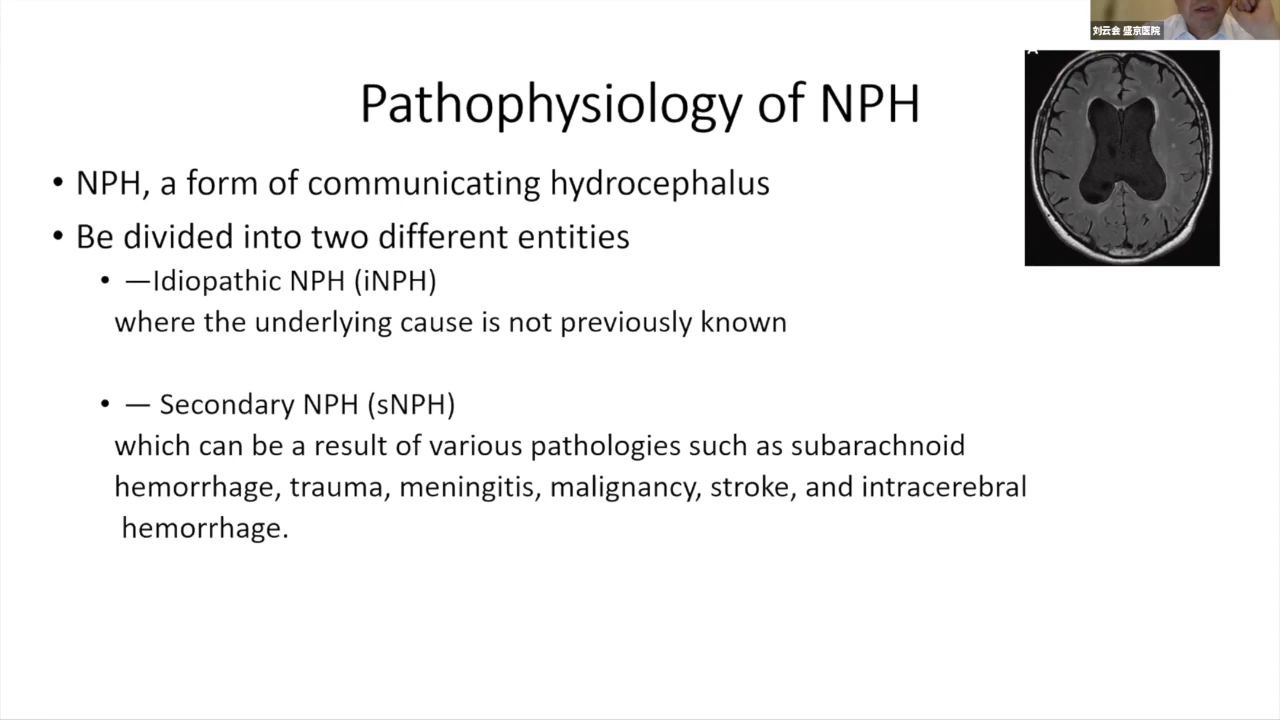 刘云会 盛京医院
Pathophysiology of NPH
• NPH, a form of communicating hydrocephalus
• Be divided into two different entities
• —Idiopathic NPH (iNPH)
where the underlying cause is not previously known
• — Secondary NPH (sNPH)
which can be a result of various pathologies such as subarachnoid
hemorrhage, trauma, meningitis, malignancy, stroke, and intracerebral
hemorrhage.